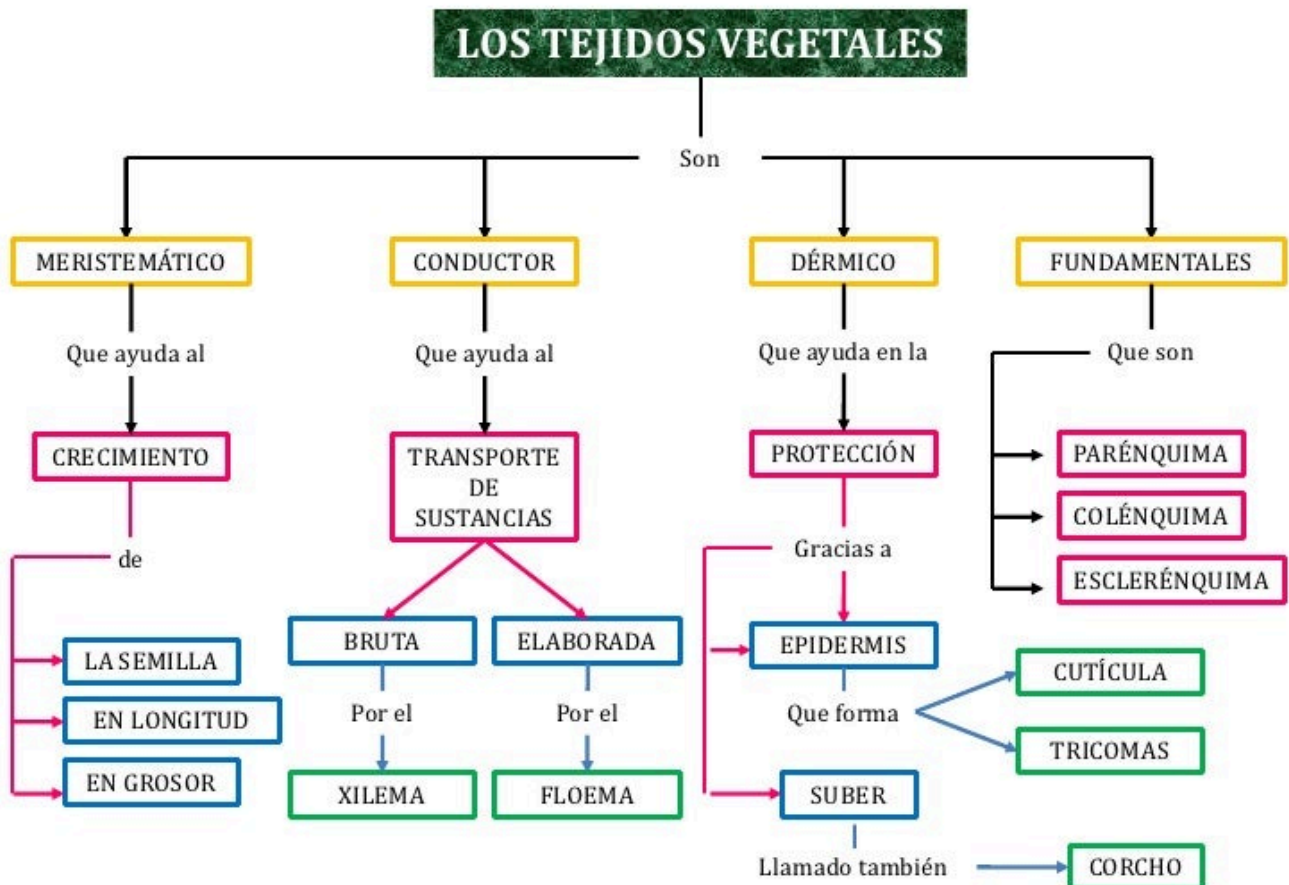 LOS TEJIDOS VEGETALES
Son
MERISTEMÁTICO
CONDUCTOR
DÉRMICO
FUNDAMENTALES
Que ayuda al
Que ayuda al
Que ayuda en la
Que son
CRECIMIENTO
TRANSPORTE
DE
SUSTANCIAS
PROTECCIÓN
PARÉNQUIMA
COLÉNQUIMA
ESCLERÉNQUIMA
de
Gracias a
LA SEMILLA
EN LONGITUD
EN GROSOR
BRUTA
ELABORADA
Por el
Por el
XILEMA
FLOEMA
EPIDERMIS
Que forma
CUTÍCULA
TRICOMAS
SUBER
Llamado también
CORCHO